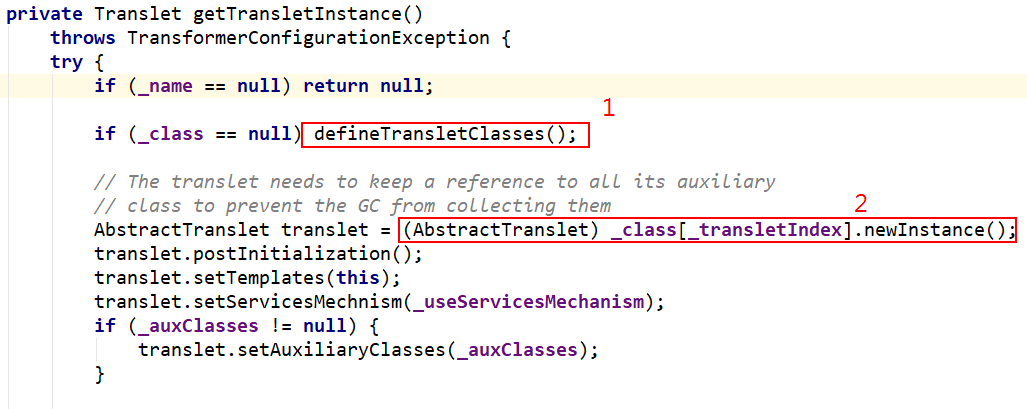 private Translet getTransletInstance()
    throws TransformerConfigurationException {
    try {
        if (_name == null) return null;
1
        if (_class == null) defineTransletClasses();
        // The translet needs to keep a reference to all its auxiliary
        // class to prevent the GC from collecting them
2
        AbstractTranslet translet = (AbstractTranslet) _class[_transletIndex].newInstance();
        translet.postInitialization();
        translet.setTemplates(this);
        translet.setServicesMechnism(_useServicesMechanism);
        if (_auxClasses != null) {
            translet.setAuxiliaryClasses(_auxClasses);
        }